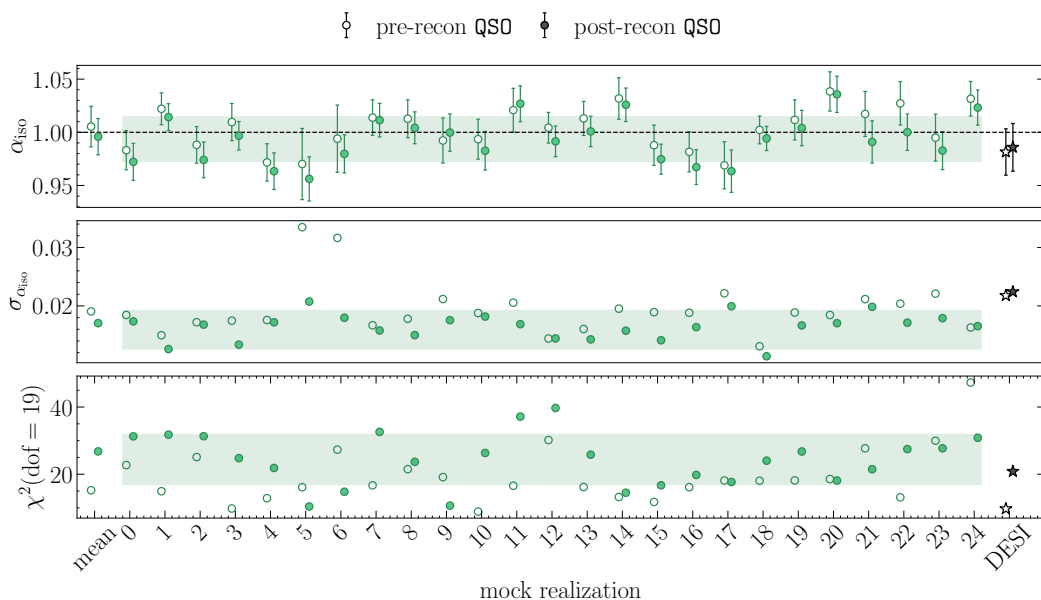 pre-recon QSO post-recon QSO
1.05
1.00
0.95
α_iso
0.03
0.02
σ_α_iso
40
20
χ²(dof = 19)
mean 0 1 2 3 4 5 6 7 8 9 10 11 12 13 14 15 16 17 18 19 20 21 22 23 24 DESI
mock realization